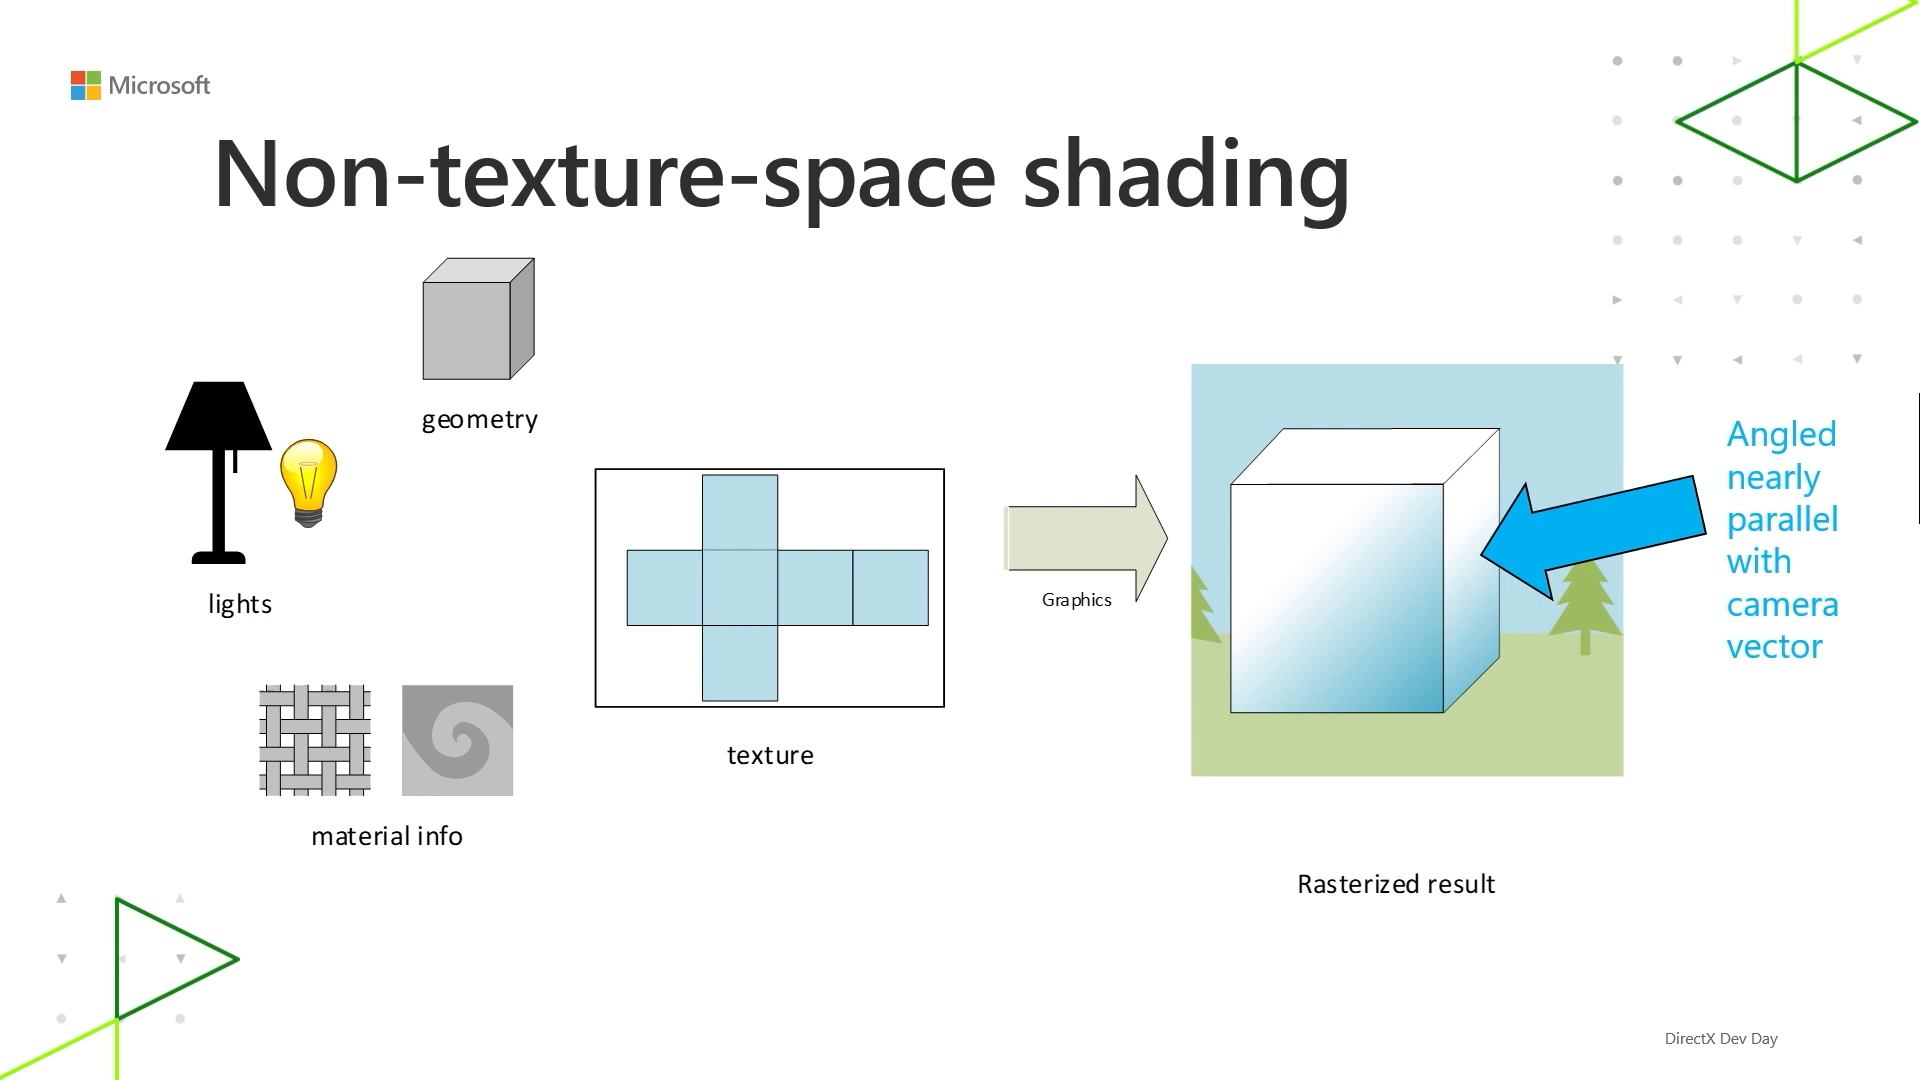 Microsoft
Non-texture-space shading
geometry
lights
material info
texture
Graphics
Angled
nearly
parallel
with
camera
vector
Rasterized result
DirectX Dev Day